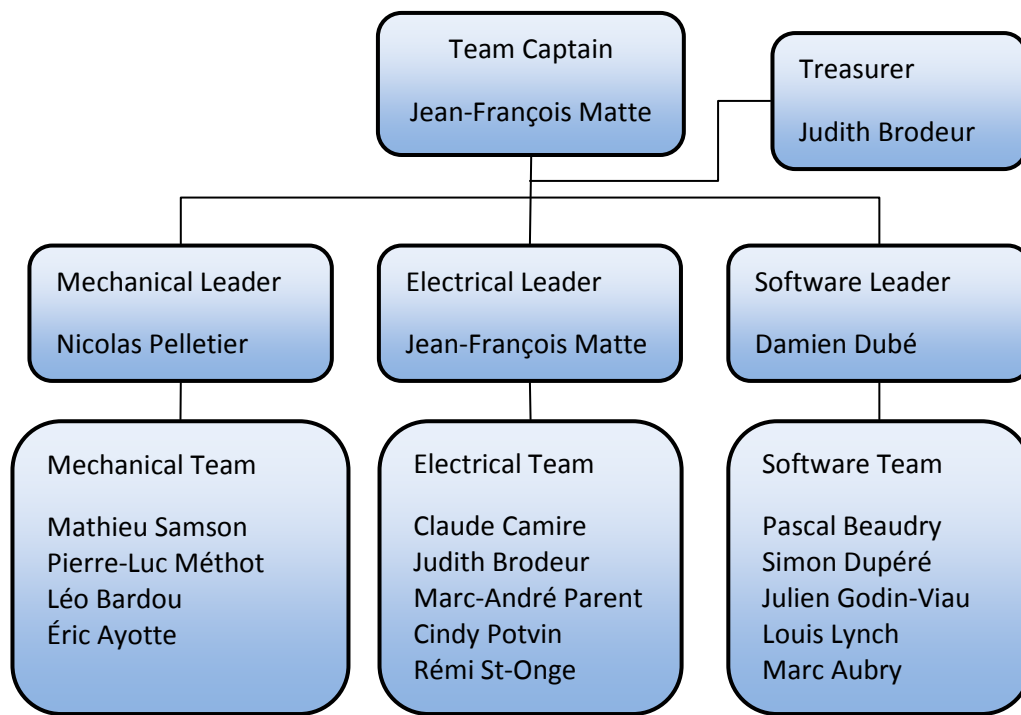 Team Captain
Jean-François Matte
Treasurer
Judith Brodeur
Mechanical Leader
Nicolas Pelletier
Electrical Leader
Jean-François Matte
Software Leader
Damien Dubé
Mechanical Team
Mathieu Samson
Pierre-Luc Méthot
Léo Bardou
Éric Ayotte
Electrical Team
Claude Camire
Judith Brodeur
Marc-André Parent
Cindy Potvin
Rémi St-Onge
Software Team
Pascal Beaudry
Simon Dupéré
Julien Godin-Viau
Louis Lynch
Marc Aubry